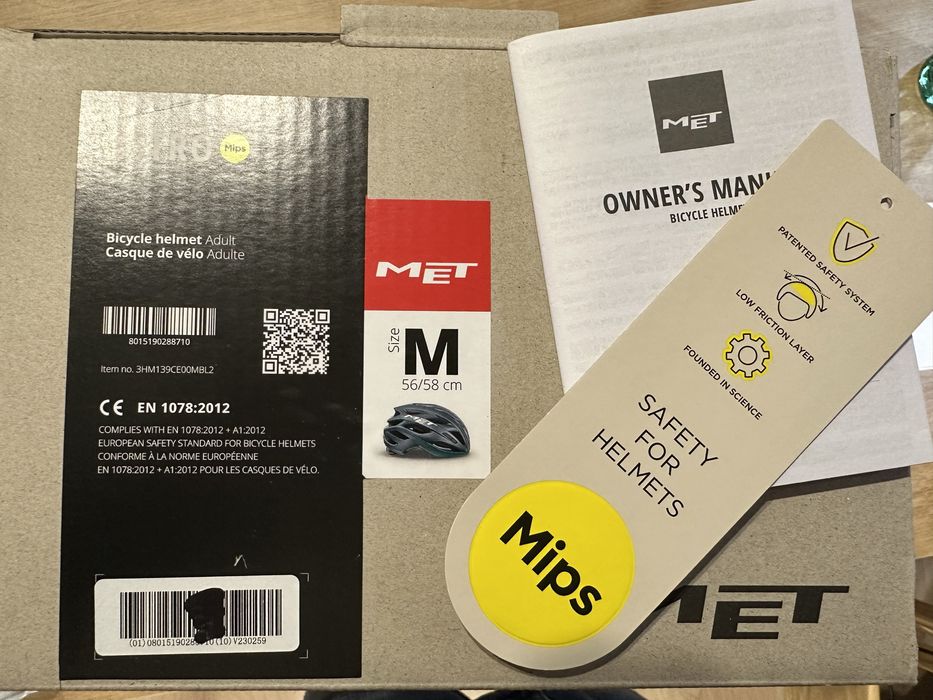 Mips
Bicycle helmet Adult
Casque de vélo Adulte
8015190288710
Item no. 3HM139CE00MBL2
CE EN 1078:2012
COMPLIES WITH EN 1078:2012 + A1:2012
EUROPEAN SAFETY STANDARD FOR BICYCLE HELMETS
CONFORME À LA NORME EUROPÉENNE
EN 1078:2012 + A1:2012 POUR LES CASQUES DE VÉLO.
MET
Size
M
56/58 cm
MET
MET
OWNER'S
BICYCLE
PATENTED SAFETY SYSTEM
LOW FRICTION LAYER
FOUNDED IN SCIENCE
SAFETY
FOR
HELMETS
Mips
MET